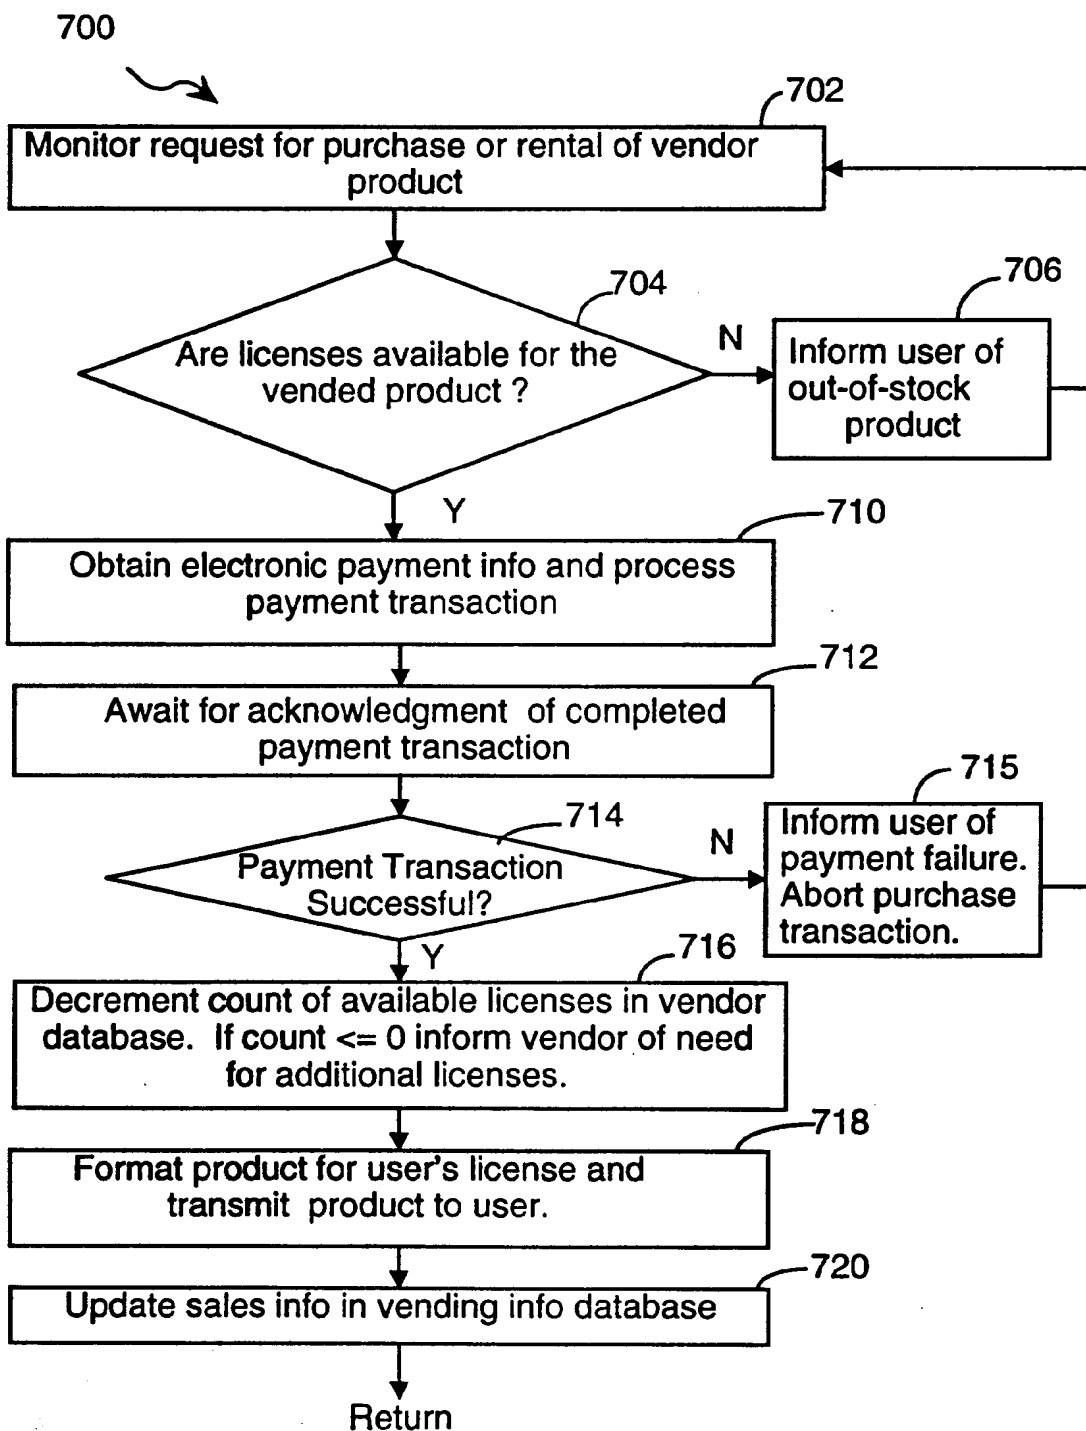 700
702
Monitor request for purchase or rental of vendor
product
704
706
Are licenses available for the
vended product ?
N
Inform user of
out-of-stock
product
Y
710
Obtain electronic payment info and process
payment transaction
712
Await for acknowledgment of completed
payment transaction
714
715
Payment Transaction
Successful?
N
Inform user of
payment failure.
Abort purchase
transaction.
Y
716
Decrement count of available licenses in vendor
database. If count <= 0 inform vendor of need
for additional licenses.
718
Format product for user's license and
transmit product to user.
720
Update sales info in vending info database
Return